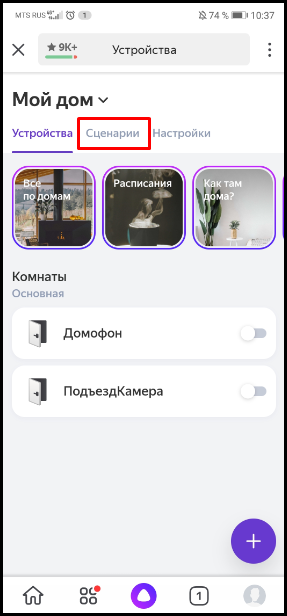 MTS RUS 1 74 % 10:37
9K+ Устройства
Мой дом
Устройства Сценарии Настройки
Все по домам
Расписания
Как там дома?
Комнаты
Основная
Домофон
ПодъездКамера
1